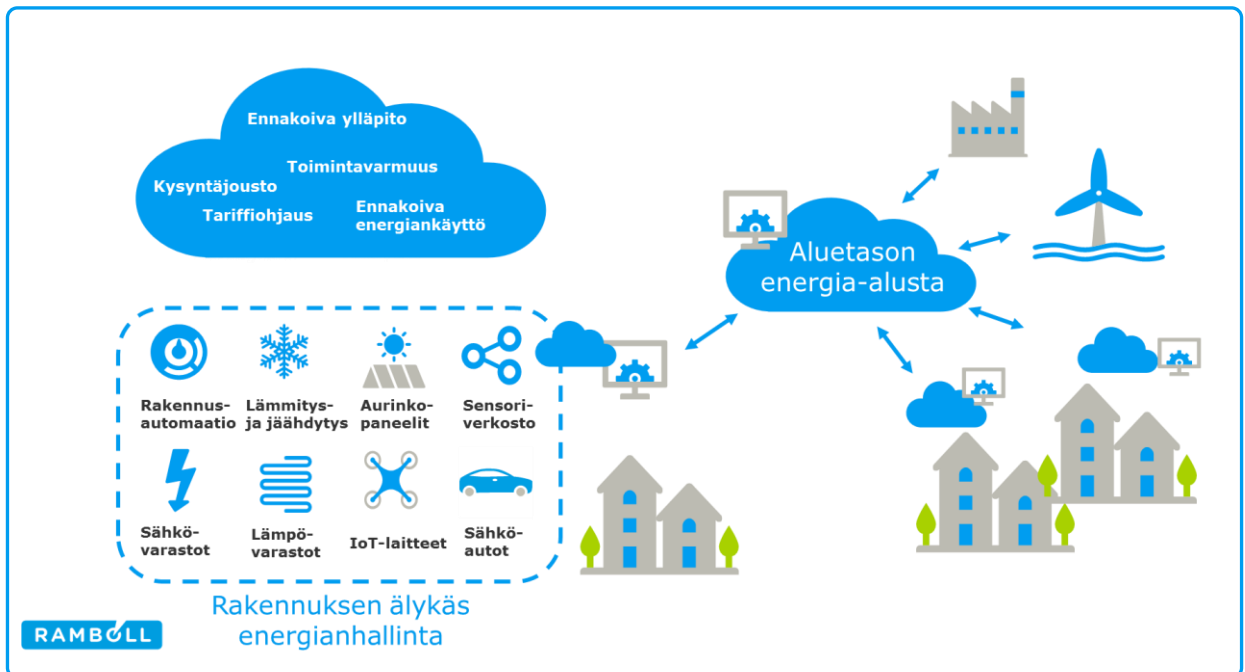 Ennakoiva ylläpito
Toimintavarmuus
Kysyntäjousto
Tariffiohjaus
Ennakoiva
energiankäyttö
Aluetason
energia-alusta
Rakennus-
automaatio
Lämmitys-
ja jäähdytys
Aurinko-
paneelit
Sensori-
verkosto
Sähkö-
varastot
Lämpö-
varastot
IoT-laitteet
Sähkö-
autot
Rakennuksen älykäs
energianhallinta
RAMBOLL